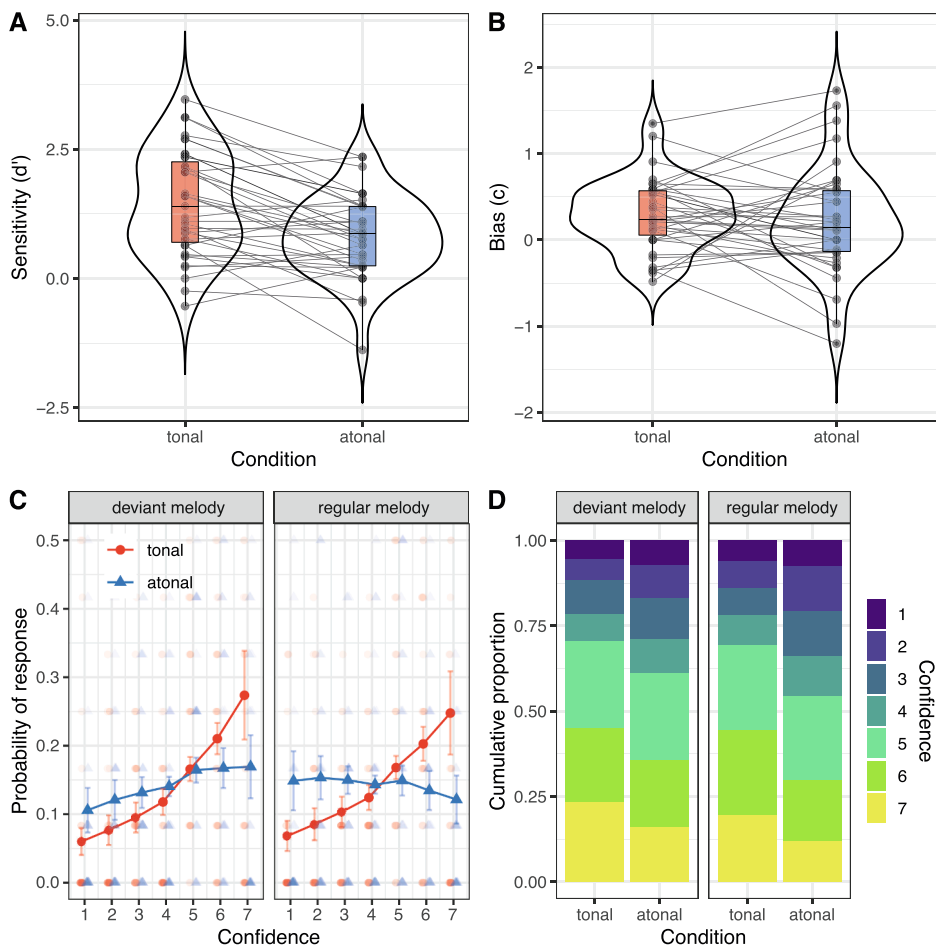 A
Sensitivity (d')
5.0
2.5
0.0
−2.5
tonal
atonal
Condition
B
Bias (c)
2
1
0
−1
−2
tonal
atonal
Condition
C
deviant melody
regular melody
tonal
atonal
Probability of response
0.5
0.4
0.3
0.2
0.1
0.0
1 2 3 4 5 6 7
1 2 3 4 5 6 7
Confidence
D
deviant melody
regular melody
Cumulative proportion
1.00
0.75
0.50
0.25
0.00
tonal
atonal
tonal
atonal
Condition
1
2
3
4
5
6
7
Confidence